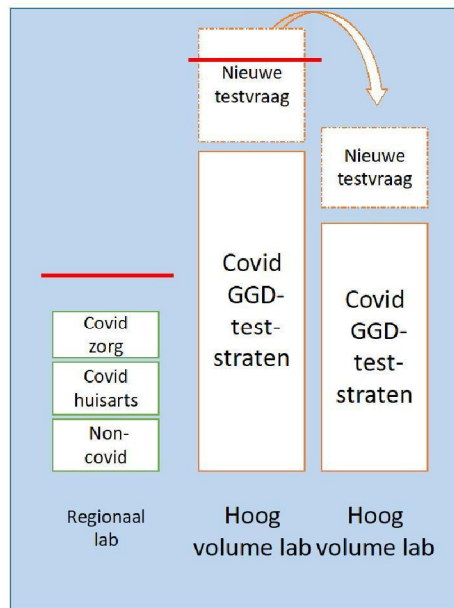 Nieuwe
testvraag
Nieuwe
testvraag
Covid
GGD-
test-
straten
Covid
GGD-
test-
straten
Covid
zorg
Covid
huisarts
Non-
covid
Regionaal
lab
Hoog
volume lab
Hoog
volume lab